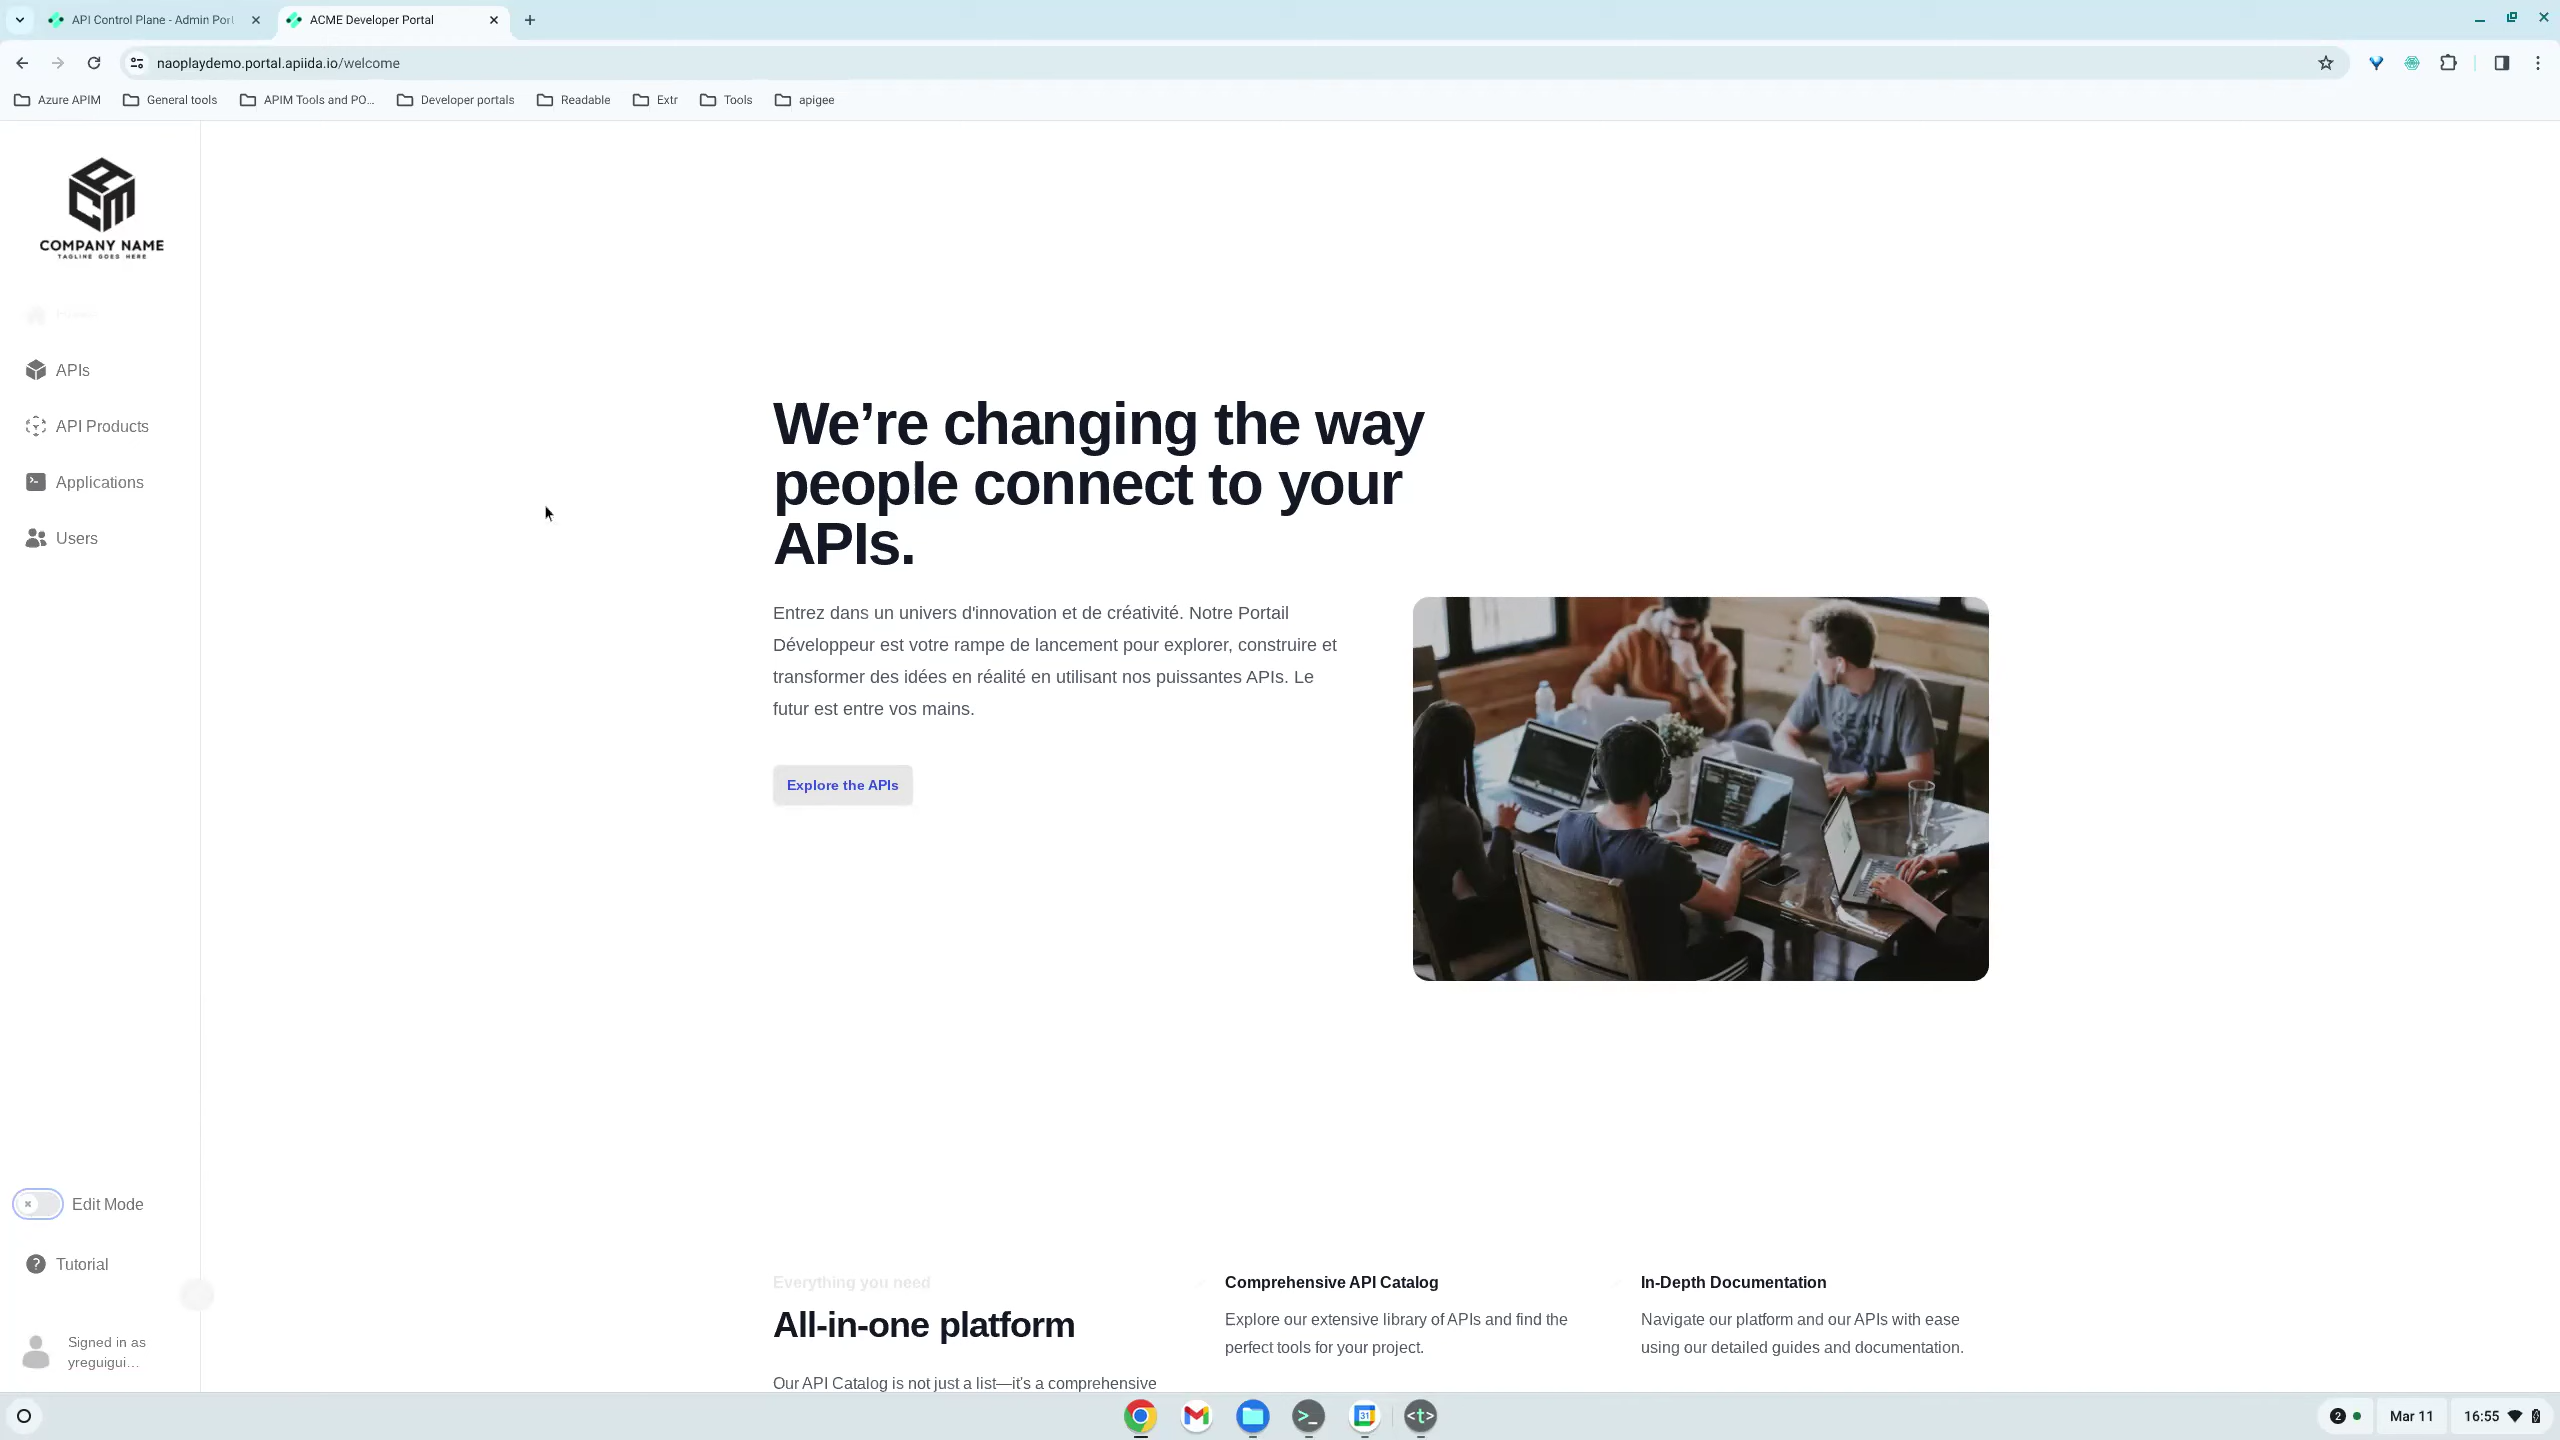 API Control Plane - Admin Por
ACME Developer Portal
naoplaydemo.portal.apiida.io/welcome
Azure APIM
General tools
APIM Tools and PO...
Developer portals
Readable
Extr
Tools
apigee
COMPANY NAME
TAGLINE GOES HERE
APIs
API Products
Applications
Users
We’re changing the way
people connect to your
APIs.
Entrez dans un univers d'innovation et de créativité. Notre Portail
Développeur est votre rampe de lancement pour explorer, construire et
transformer des idées en réalité en utilisant nos puissantes APIs. Le
futur est entre vos mains.
Explore the APIs
Edit Mode
Tutorial
Signed in as
yreguigui...
Everything you need
All-in-one platform
Our API Catalog is not just a list—it's a comprehensive
Comprehensive API Catalog
Explore our extensive library of APIs and find the
perfect tools for your project.
In-Depth Documentation
Navigate our platform and our APIs with ease
using our detailed guides and documentation.
31
<t>
2
Mar 11
16:55